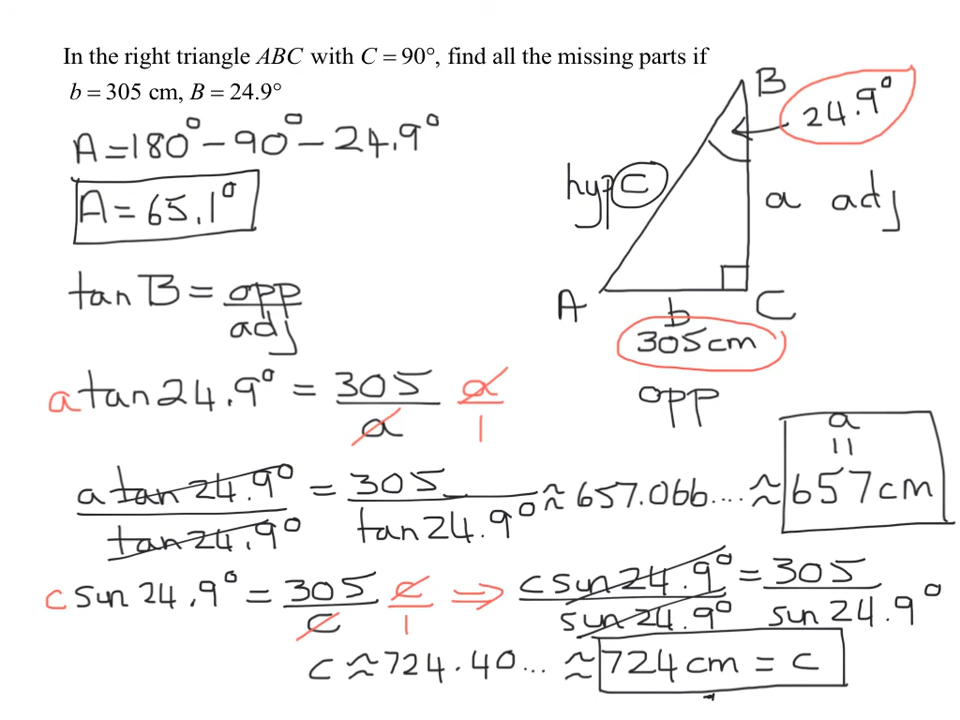 In the right triangle ABC with C = 90°, find all the missing parts if
b = 305 cm, B = 24.9°
A = 180° − 90° − 24.9°
A = 65.1°
B
24.9°
hyp c
a adj
A
b
C
305 cm
opp
tan B = opp/adj
a tan 24.9° = 305/a a/1
a tan 24.9°/tan 24.9° = 305/tan 24.9° ≈ 657.066.... ≈ 657 cm
a
=
c sin 24.9° = 305/c c/1 ⇒ c sin 24.9°/sin 24.9° = 305/sin 24.9°
c ≈ 724.40... ≈ 724 cm = c